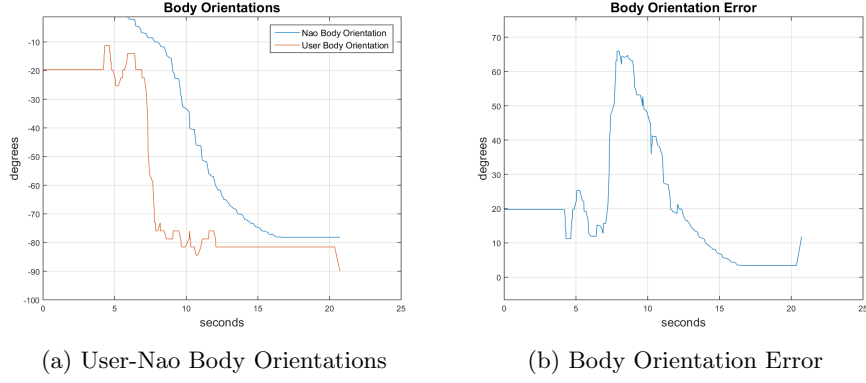 Body Orientations
Nao Body Orientation
User Body Orientation
degrees
-10
-20
-30
-40
-50
-60
-70
-80
-90
-100
0 5 10 15 20 25
seconds
(a) User-Nao Body Orientations
Body Orientation Error
degrees
70
60
50
40
30
20
10
0
0 5 10 15 20 25
seconds
(b) Body Orientation Error